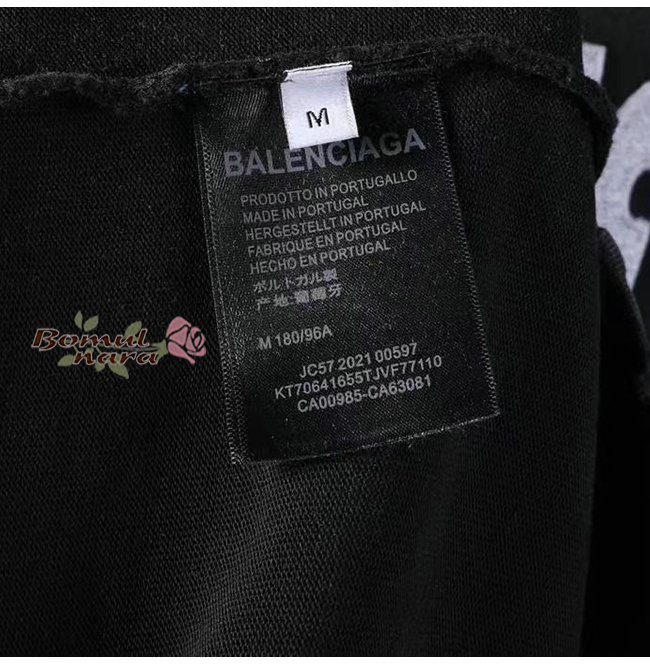 M
BALENCIAGA
PRODOTTO IN PORTUGALLO
MADE IN PORTUGAL
HERGESTELLT IN PORTUGAL
FABRIQUE EN PORTUGAL
HECHO EN PORTUGAL
ポルトガル製
产地:葡萄牙
M 180/96A
JC57 2021 00597
KT70641655TJVF77110
CA00985-CA63081
Bomul
nara